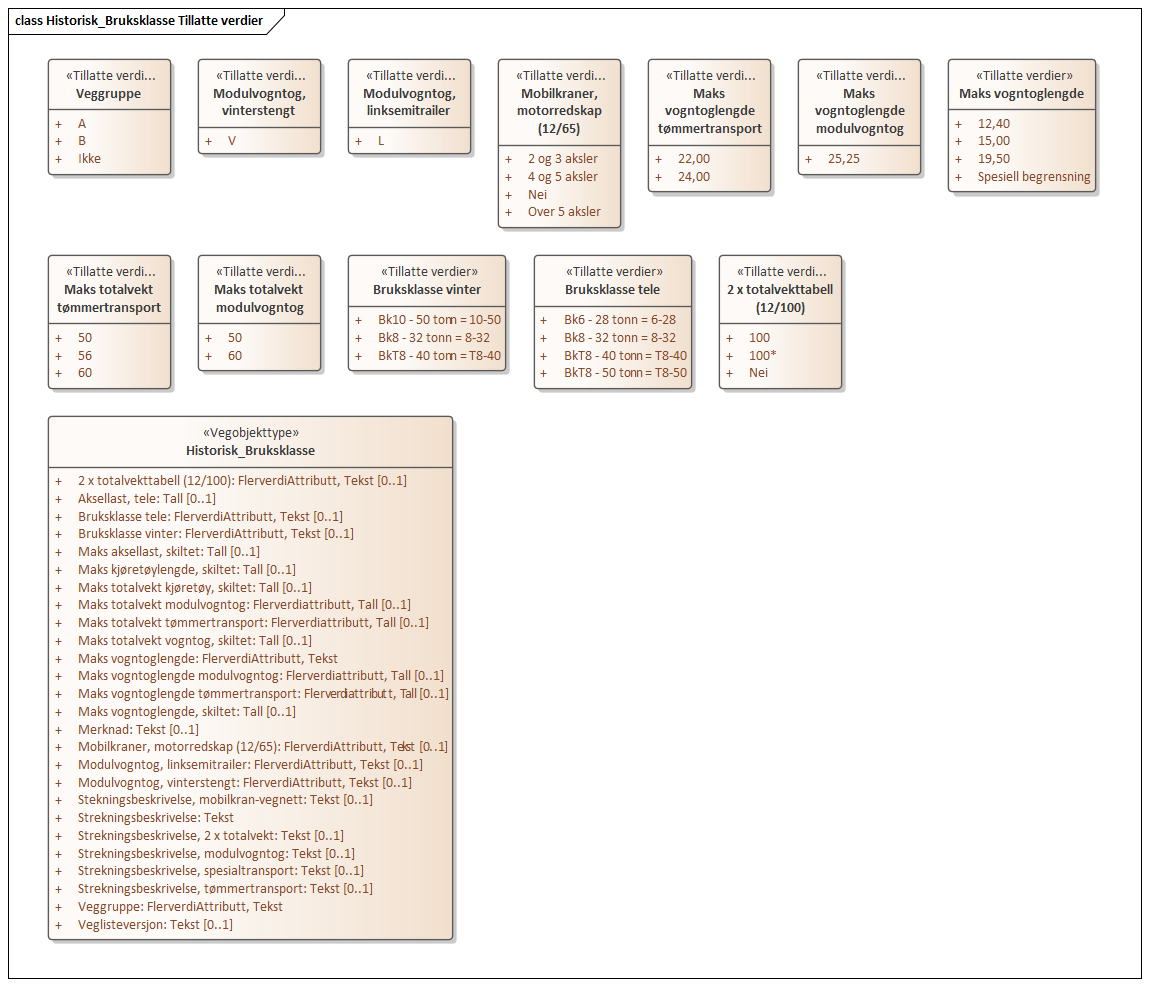 class Historisk_Bruksklasse Tillatte verdier
«Tillatte verdi...
Veggruppe
+ A
+ B
+ Ikke
«Tillatte verdi...
Modulvogntog,
vinterstengt
+ V
«Tillatte verdi...
Modulvogntog,
linksemitrailer
+ L
«Tillatte verdi...
Mobilkraner,
motorredskap
(12/65)
+ 2 og 3 aksler
+ 4 og 5 aksler
+ Nei
+ Over 5 aksler
«Tillatte verdi...
Maks
vogntoglengde
tømmertransport
+ 22,00
+ 24,00
«Tillatte verdi...
Maks
vogntoglengde
modulvogntog
+ 25,25
«Tillatte verdier»
Maks vogntoglengde
+ 12,40
+ 15,00
+ 19,50
+ Spesiell begrensning
«Tillatte verdi...
Maks totalvekt
tømmertransport
+ 50
+ 56
+ 60
«Tillatte verdi...
Maks totalvekt
modulvogntog
+ 50
+ 60
«Tillatte verdier»
Bruksklasse vinter
+ Bk10 - 50 tonn = 10-50
+ Bk8 - 32 tonn = 8-32
+ BkT8 - 40 tonn = T8-40
«Tillatte verdier»
Bruksklasse tele
+ Bk6 - 28 tonn = 6-28
+ Bk8 - 32 tonn = 8-32
+ BkT8 - 40 tonn = T8-40
+ BkT8 - 50 tonn = T8-50
«Tillatte verdi...
2 x totalvekttabell
(12/100)
+ 100
+ 100*
+ Nei
«Vegobjekttype»
Historisk_Bruksklasse
+ 2 x totalvekttabell (12/100): FlerverdiAttributt, Tekst [0..1]
+ Aksellast, tele: Tall [0..1]
+ Bruksklasse tele: FlerverdiAttributt, Tekst [0..1]
+ Bruksklasse vinter: FlerverdiAttributt, Tekst [0..1]
+ Maks aksellast, skiltet: Tall [0..1]
+ Maks kjøretøylengde, skiltet: Tall [0..1]
+ Maks totalvekt kjøretøy, skiltet: Tall [0..1]
+ Maks totalvekt modulvogntog: Flerverdiattributt, Tall [0..1]
+ Maks totalvekt tømmertransport: Flerverdiattributt, Tall [0..1]
+ Maks totalvekt vogntog, skiltet: Tall [0..1]
+ Maks vogntoglengde: FlerverdiAttributt, Tekst
+ Maks vogntoglengde modulvogntog: Flerverdiattributt, Tall [0..1]
+ Maks vogntoglengde tømmertransport: Flerverdiattributt, Tall [0..1]
+ Maks vogntoglengde, skiltet: Tall [0..1]
+ Merknad: Tekst [0..1]
+ Mobilkraner, motorredskap (12/65): FlerverdiAttributt, Tekst [0..1]
+ Modulvogntog, linksemitrailer: FlerverdiAttributt, Tekst [0..1]
+ Modulvogntog, vinterstengt: FlerverdiAttributt, Tekst [0..1]
+ Stekningsbeskrivelse, mobilkran-vegnett: Tekst [0..1]
+ Strekningsbeskrivelse: Tekst
+ Strekningsbeskrivelse, 2 x totalvekt: Tekst [0..1]
+ Strekningsbeskrivelse, modulvogntog: Tekst [0..1]
+ Strekningsbeskrivelse, spesialtransport: Tekst [0..1]
+ Strekningsbeskrivelse, tømmertransport: Tekst [0..1]
+ Veggruppe: FlerverdiAttributt, Tekst
+ Veglisteversjon: Tekst [0..1]